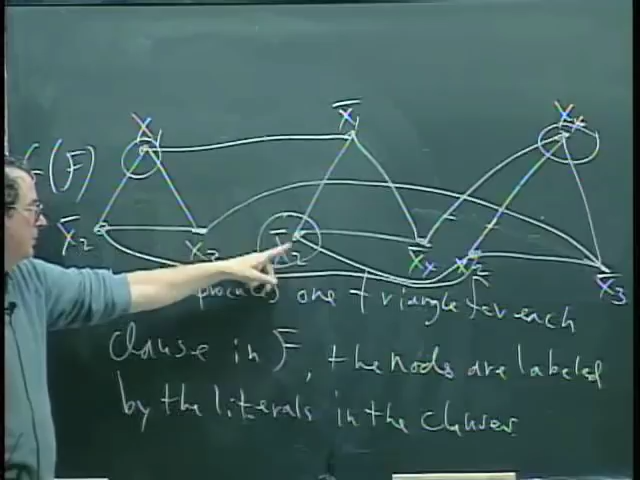 X₁ X̄₁ X₄
(F)
X̄₂ X₃ X̄₂ X̄₄ X₂ X̄₃
produces one triangle for each
clause in F, the nodes are labeled
by the literals in the clauses